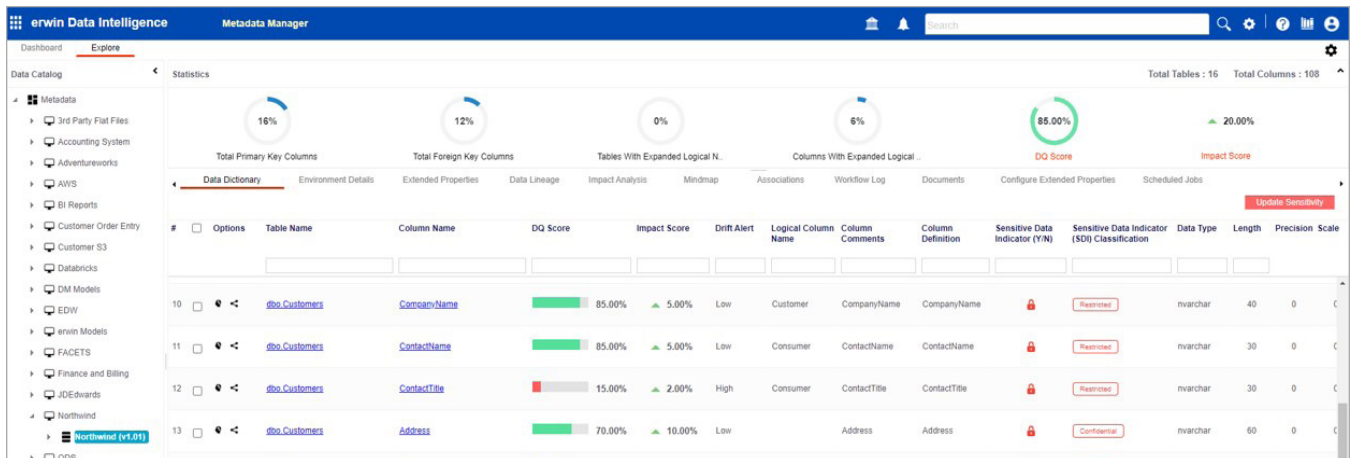 erwin Data Intelligence Metadata Manager Search
Dashboard Explore
Data Catalog Statistics Total Tables : 16 Total Columns : 108
Metadata
3rd Party Flat Files
Accounting System
Adventureworks
AWS
BI Reports
Customer Order Entry
Customer S3
Databricks
DM Models
EDW
erwin Models
FACETS
Finance and Billing
JDEdwards
Northwind
Northwind (v1.01)
ODS
16% 12% 0% 6% 85.00% 20.00%
Total Primary Key Columns Total Foreign Key Columns Tables With Expanded Logical N.. Columns With Expanded Logical .. DQ Score Impact Score
Data Dictionary Environment Details Extended Properties Data Lineage Impact Analysis Mindmap Associations Workflow Log Documents Configure Extended Properties Scheduled Jobs
Update Sensitivity
# Options Table Name Column Name DQ Score Impact Score Drift Alert Logical Column Name Column Comments Column Definition Sensitive Data Indicator (Y/N) Sensitive Data Indicator (SDI) Classification Data Type Length Precision Scale
10 dbo.Customers CompanyName 85.00% 5.00% Low Customer CompanyName CompanyName Restricted nvarchar 40 0
11 dbo.Customers ContactName 85.00% 5.00% Low Consumer ContactName ContactName Restricted nvarchar 30 0
12 dbo.Customers ContactTitle 15.00% 2.00% High Consumer ContactTitle ContactTitle Restricted nvarchar 30 0
13 dbo.Customers Address 70.00% 10.00% Low Address Address Confidential nvarchar 60 0